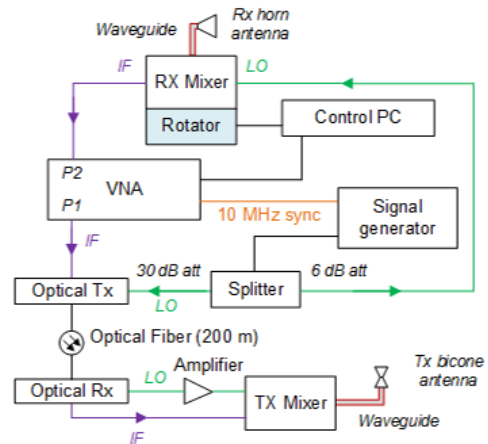 Waveguide
Rx horn
antenna
IF
LO
RX Mixer
Rotator
Control PC
P2
VNA
P1
10 MHz sync
Signal
generator
IF
30 dB att
6 dB att
Optical Tx
LO
Splitter
Optical Fiber (200 m)
Amplifier
Tx bicone
antenna
Optical Rx
LO
TX Mixer
IF
Waveguide